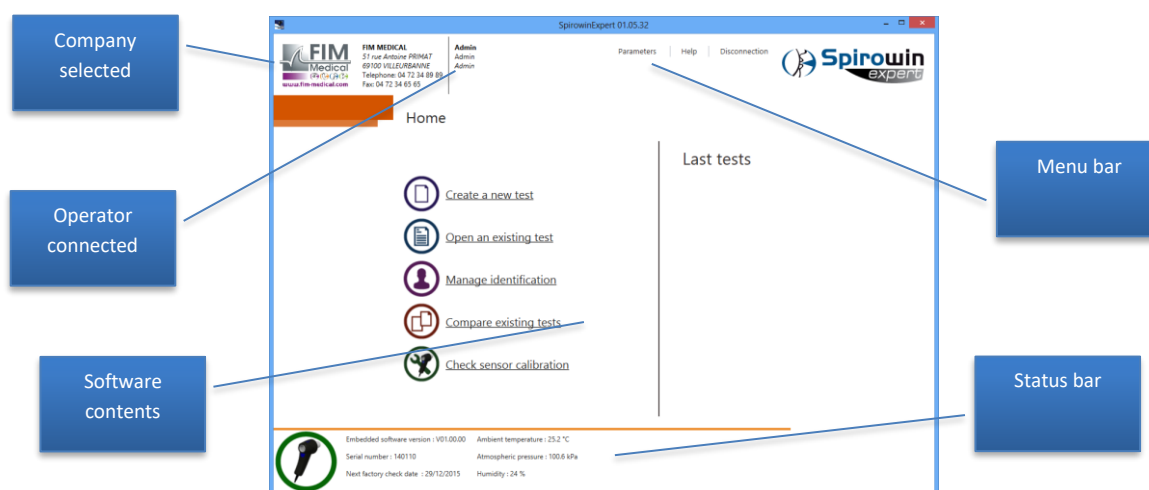 SpirowinExpert 01.05.32
Company
selected
FIM
Medical
www.fim-medical.com
FIM MEDICAL
51 rue Antoine PRIMAT
69100 VILLEURBANNE
Telephone: 04 72 34 89 89
Fax: 04 72 34 65 65
Admin
Admin
Admin
Parameters | Help | Disconnection
Spirowin
expert
Home
Last tests
Menu bar
Operator
connected
Create a new test
Open an existing test
Manage identification
Compare existing tests
Check sensor calibration
Software
contents
Status bar
Embedded software version : V01.00.00 Ambient temperature : 25.2 °C
Serial number : 140110 Atmospheric pressure : 100.6 kPa
Next factory check date : 29/12/2015 Humidity : 24 %